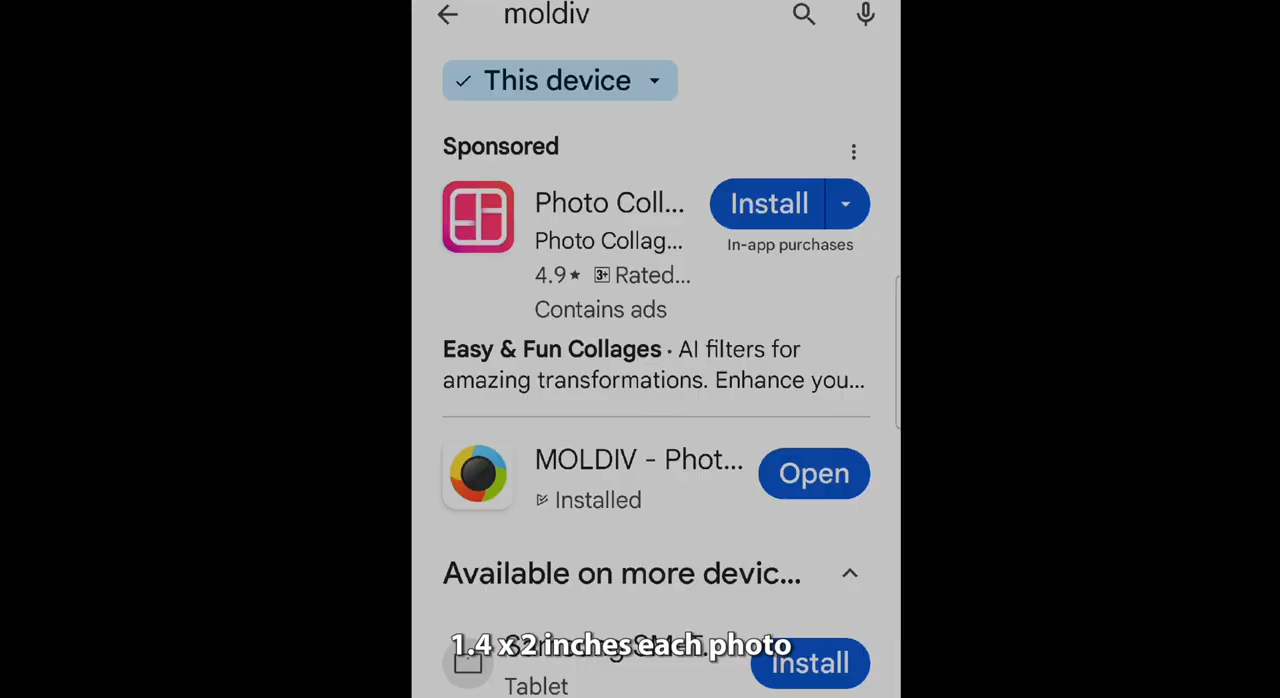 moldiv
This device
Sponsored
Photo Coll...
Install
Photo Collag...
In-app purchases
4.9★ 3+ Rated...
Contains ads
Easy & Fun Collages · AI filters for
amazing transformations. Enhance you...
MOLDIV - Phot...
Open
Installed
Available on more devic...
1.4 x 2 inches each photo
Install
Tablet